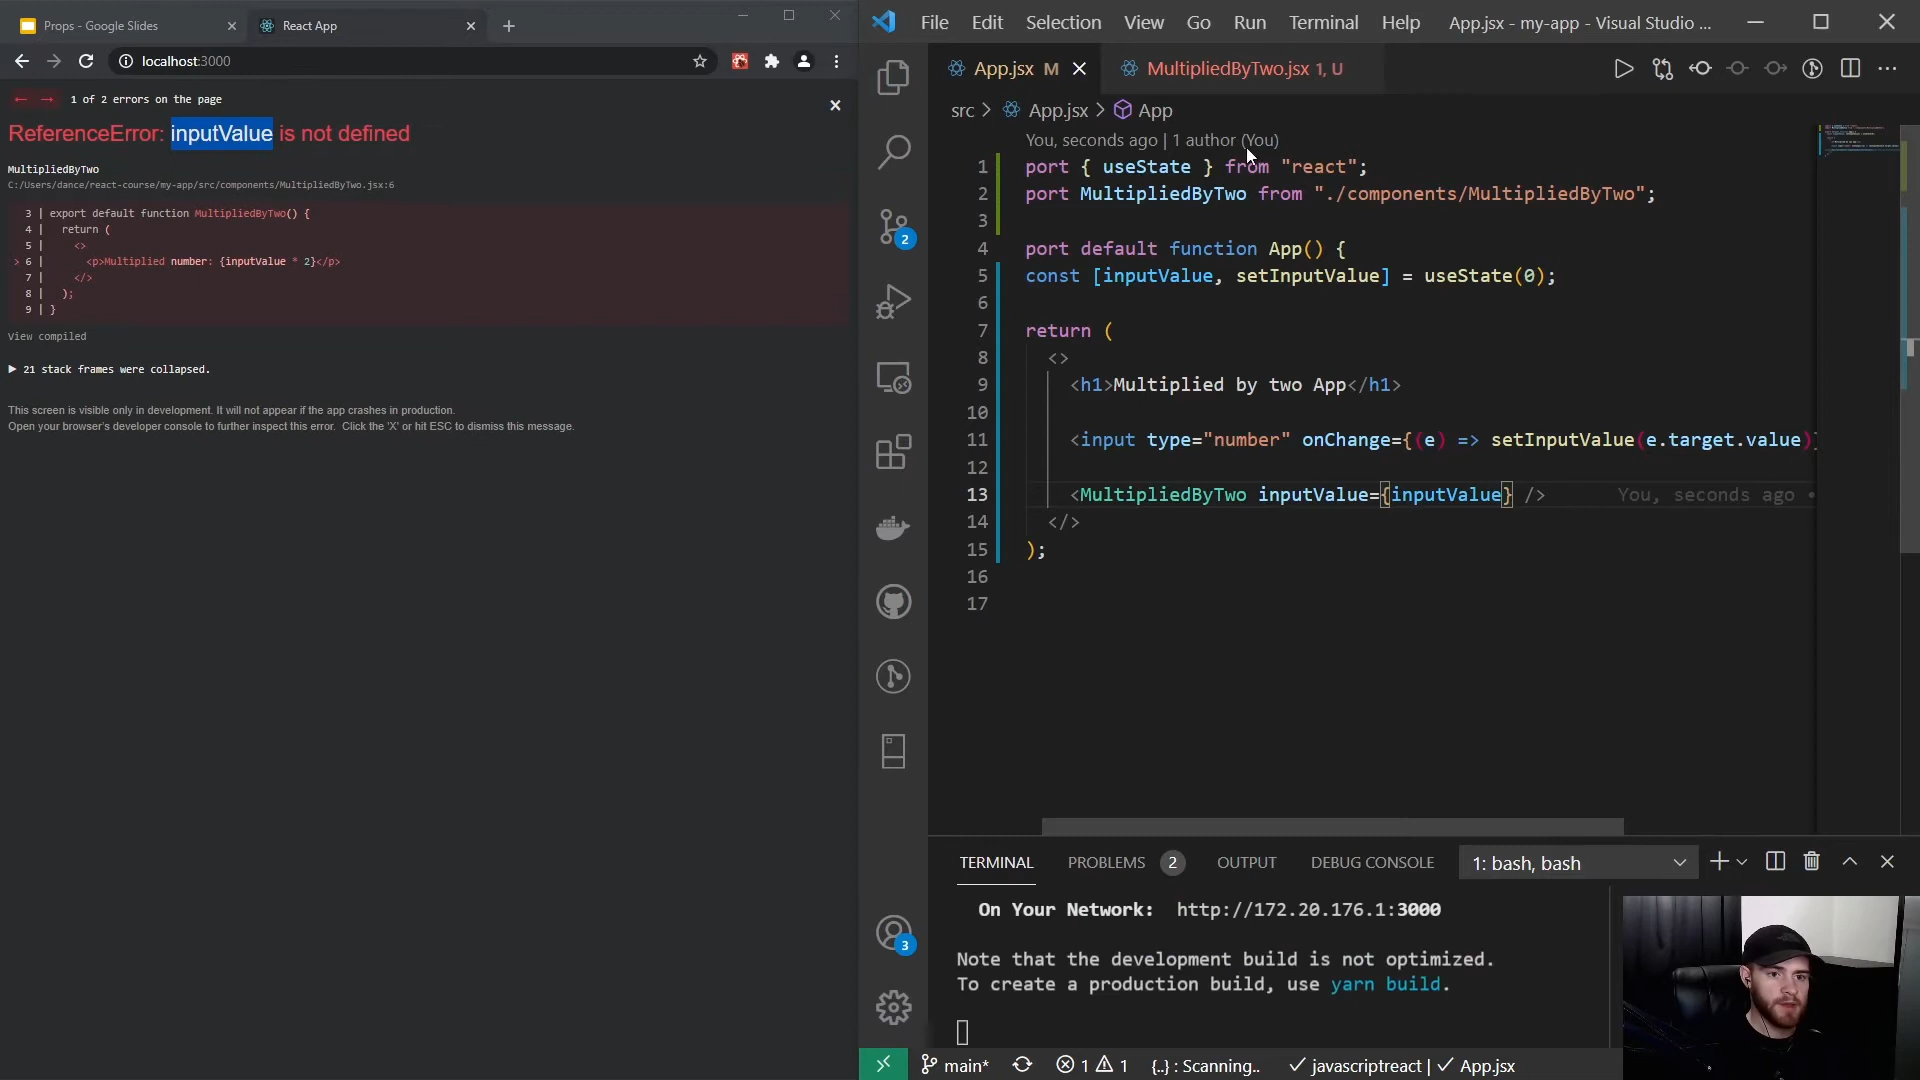 Props - Google Slides
React App
localhost:3000
1 of 2 errors on the page
ReferenceError: inputValue is not defined
MultipliedByTwo
C:/Users/dance/react-course/my-app/src/components/MultipliedByTwo.jsx:6
3 | export default function MultipliedByTwo() {
4 |   return (
5 |     <>
> 6 |       <p>Multiplied number: {inputValue * 2}</p>
7 |     </>
8 |   );
9 | }
View compiled
▶ 21 stack frames were collapsed.
This screen is visible only in development. It will not appear if the app crashes in production.
Open your browser's developer console to further inspect this error.  Click the 'X' or hit ESC to dismiss this message.
File Edit Selection View Go Run Terminal Help App.jsx - my-app - Visual Studio ...
App.jsx M
MultipliedByTwo.jsx 1, U
src > App.jsx > App
You, seconds ago | 1 author (You)
1 port { useState } from "react";
2 port MultipliedByTwo from "./components/MultipliedByTwo";
3
4 port default function App() {
5 const [inputValue, setInputValue] = useState(0);
6
7 return (
8 <>
9 <h1>Multiplied by two App</h1>
10
11 <input type="number" onChange={(e) => setInputValue(e.target.value)}
12
13 <MultipliedByTwo inputValue={inputValue} /> You, seconds ago •
14 </>
15 );
16
17
2
3
TERMINAL PROBLEMS 2 OUTPUT DEBUG CONSOLE 1: bash, bash
On Your Network: http://172.20.176.1:3000
Note that the development build is not optimized.
To create a production build, use yarn build.
main* 1 1 {..} : Scanning.. ✓ javascriptreact | ✓ App.jsx